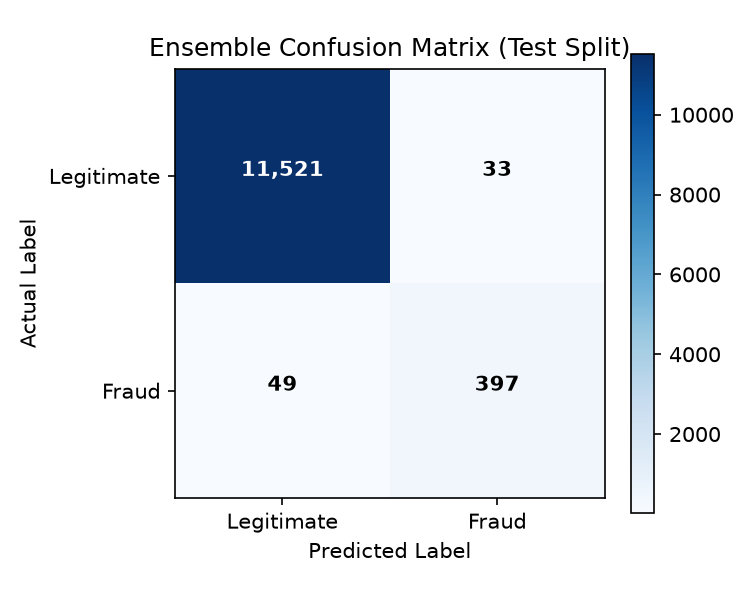 Ensemble Confusion Matrix (Test Split)
Actual Label
Legitimate
Fraud
11,521
33
49
397
Legitimate
Fraud
Predicted Label
10000
8000
6000
4000
2000